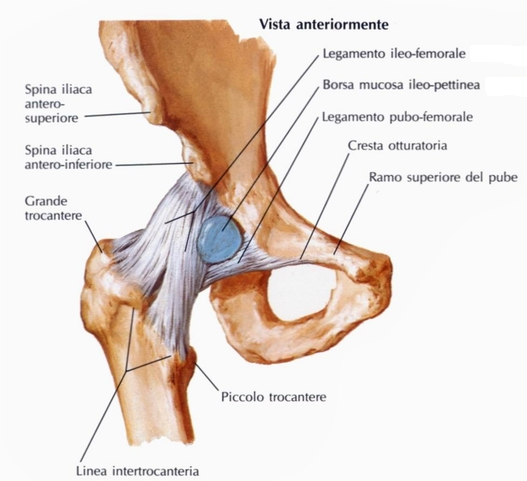 Vista anteriormente
Legamento ileo-femorale
Borsa mucosa ileo-pettinea
Legamento pubo-femorale
Cresta otturatoria
Ramo superiore del pube
Spina iliaca
antero-
superiore
Spina iliaca
antero-inferiore
Grande
trocantere
Piccolo trocantere
Linea intertrocanteria